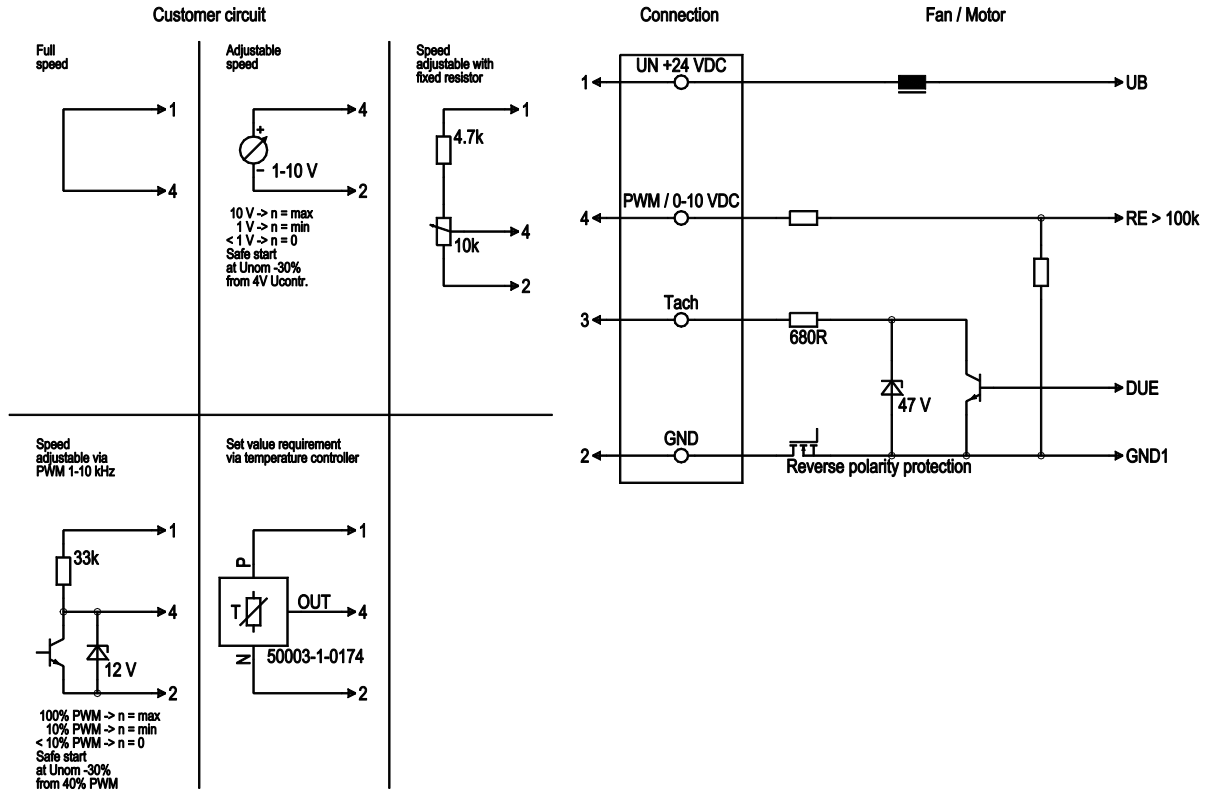 Customer circuit
Connection
Fan / Motor
Full
speed
1
4
Adjustable
speed
4
+
-
1-10 V
2
10 V -> n = max
1 V -> n = min
< 1 V -> n = 0
Safe start
at Unom -30%
from 4V Ucontr.
Speed
adjustable with
fixed resistor
1
4.7k
4
10k
2
Speed
adjustable via
PWM 1-10 kHz
1
33k
4
12 V
2
100% PWM -> n = max
10% PWM -> n = min
< 10% PWM -> n = 0
Safe start
at Unom -30%
from 40% PWM
Set value requirement
via temperature controller
1
P
T
OUT
4
N
50003-1-0174
2
UN +24 VDC
1
UB
PWM / 0-10 VDC
4
RE > 100k
Tach
3
680R
47 V
DUE
GND
2
Reverse polarity protection
GND1